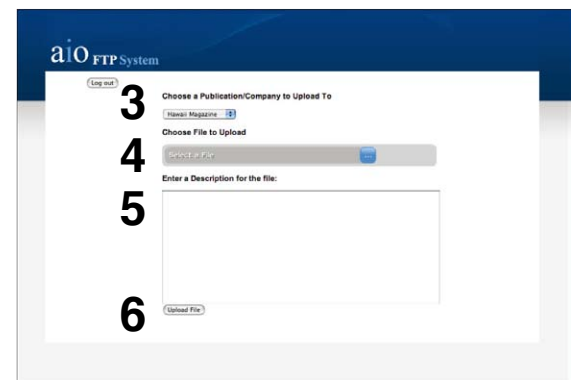 aio FTP System
Log out
3
Choose a Publication/Company to Upload To
Hawaii Magazine
Choose File to Upload
4
Select a File
...
Enter a Description for the file:
5
6
Upload File